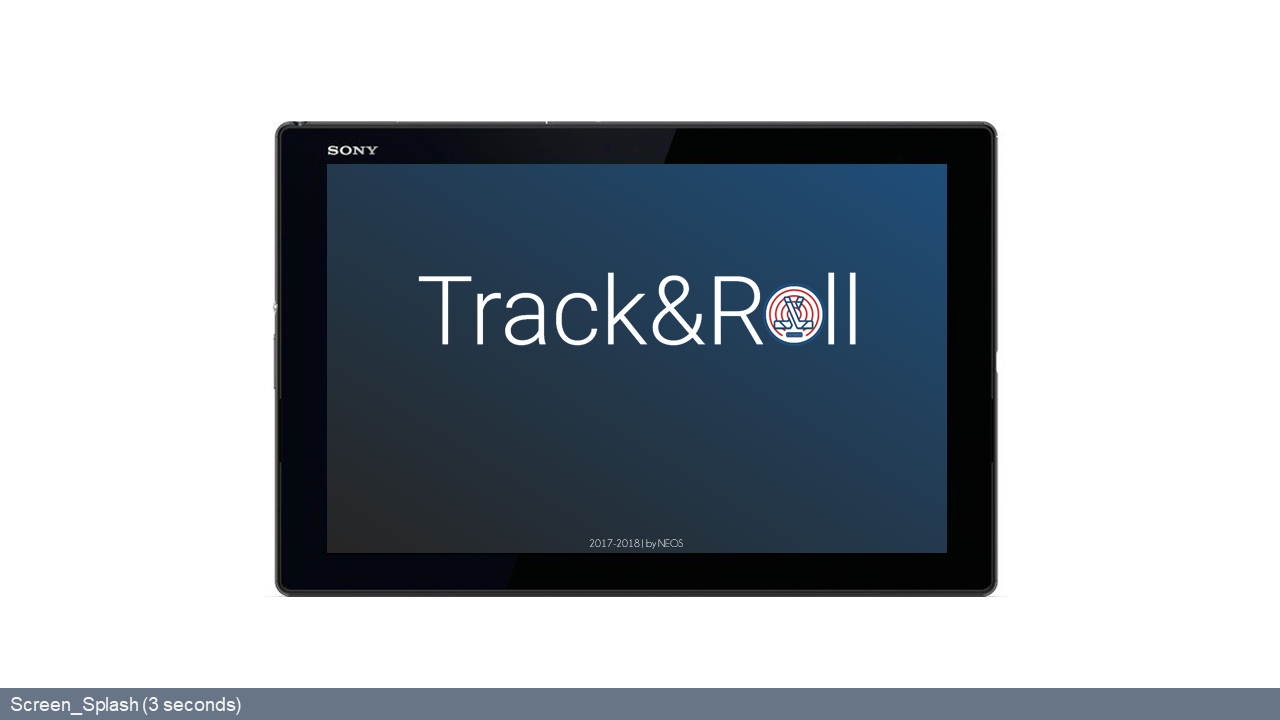 SONY
Track&Roll
2017-2018 | by NEOS
Screen_Splash (3 seconds)